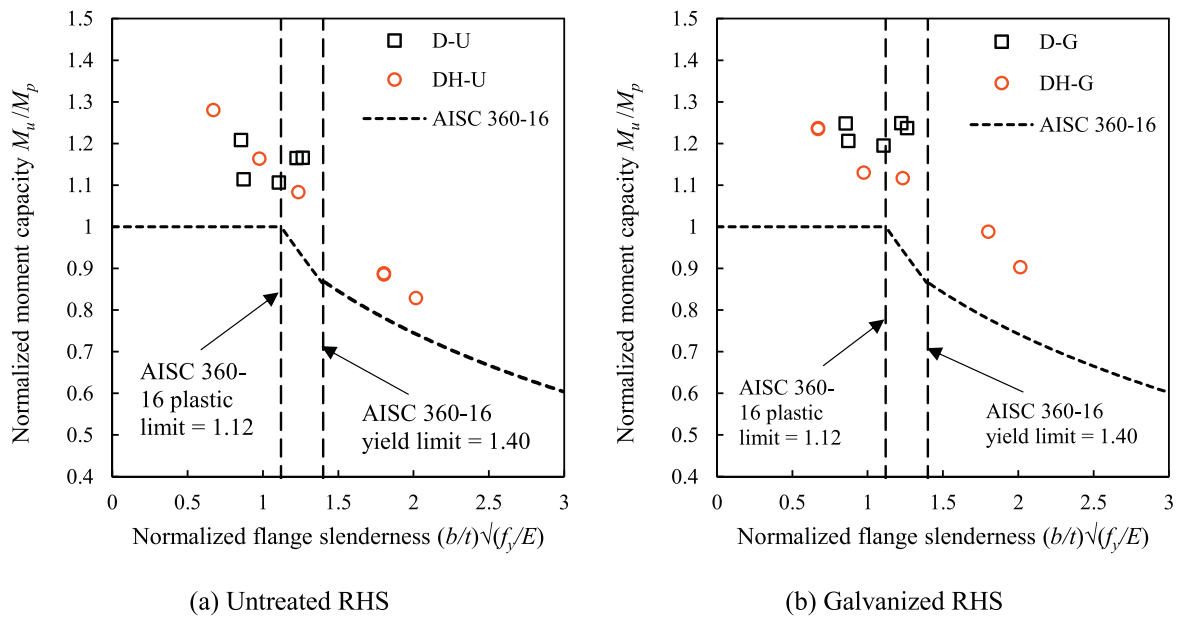 1.5
1.4
1.3
1.2
1.1
1
0.9
0.8
0.7
0.6
0.5
0.4
Normalized moment capacity Mu/Mp
D-U
DH-U
AISC 360-16
AISC 360-
16 plastic
limit = 1.12
AISC 360-16
yield limit = 1.40
0 0.5 1 1.5 2 2.5 3
Normalized flange slenderness (b/t)√(fy/E)
(a) Untreated RHS
1.5
1.4
1.3
1.2
1.1
1
0.9
0.8
0.7
0.6
0.5
0.4
Normalized moment capacity Mu/Mp
D-G
DH-G
AISC 360-16
AISC 360-
16 plastic
limit = 1.12
AISC 360-16
yield limit = 1.40
0 0.5 1 1.5 2 2.5 3
Normalized flange slenderness (b/t)√(fy/E)
(b) Galvanized RHS